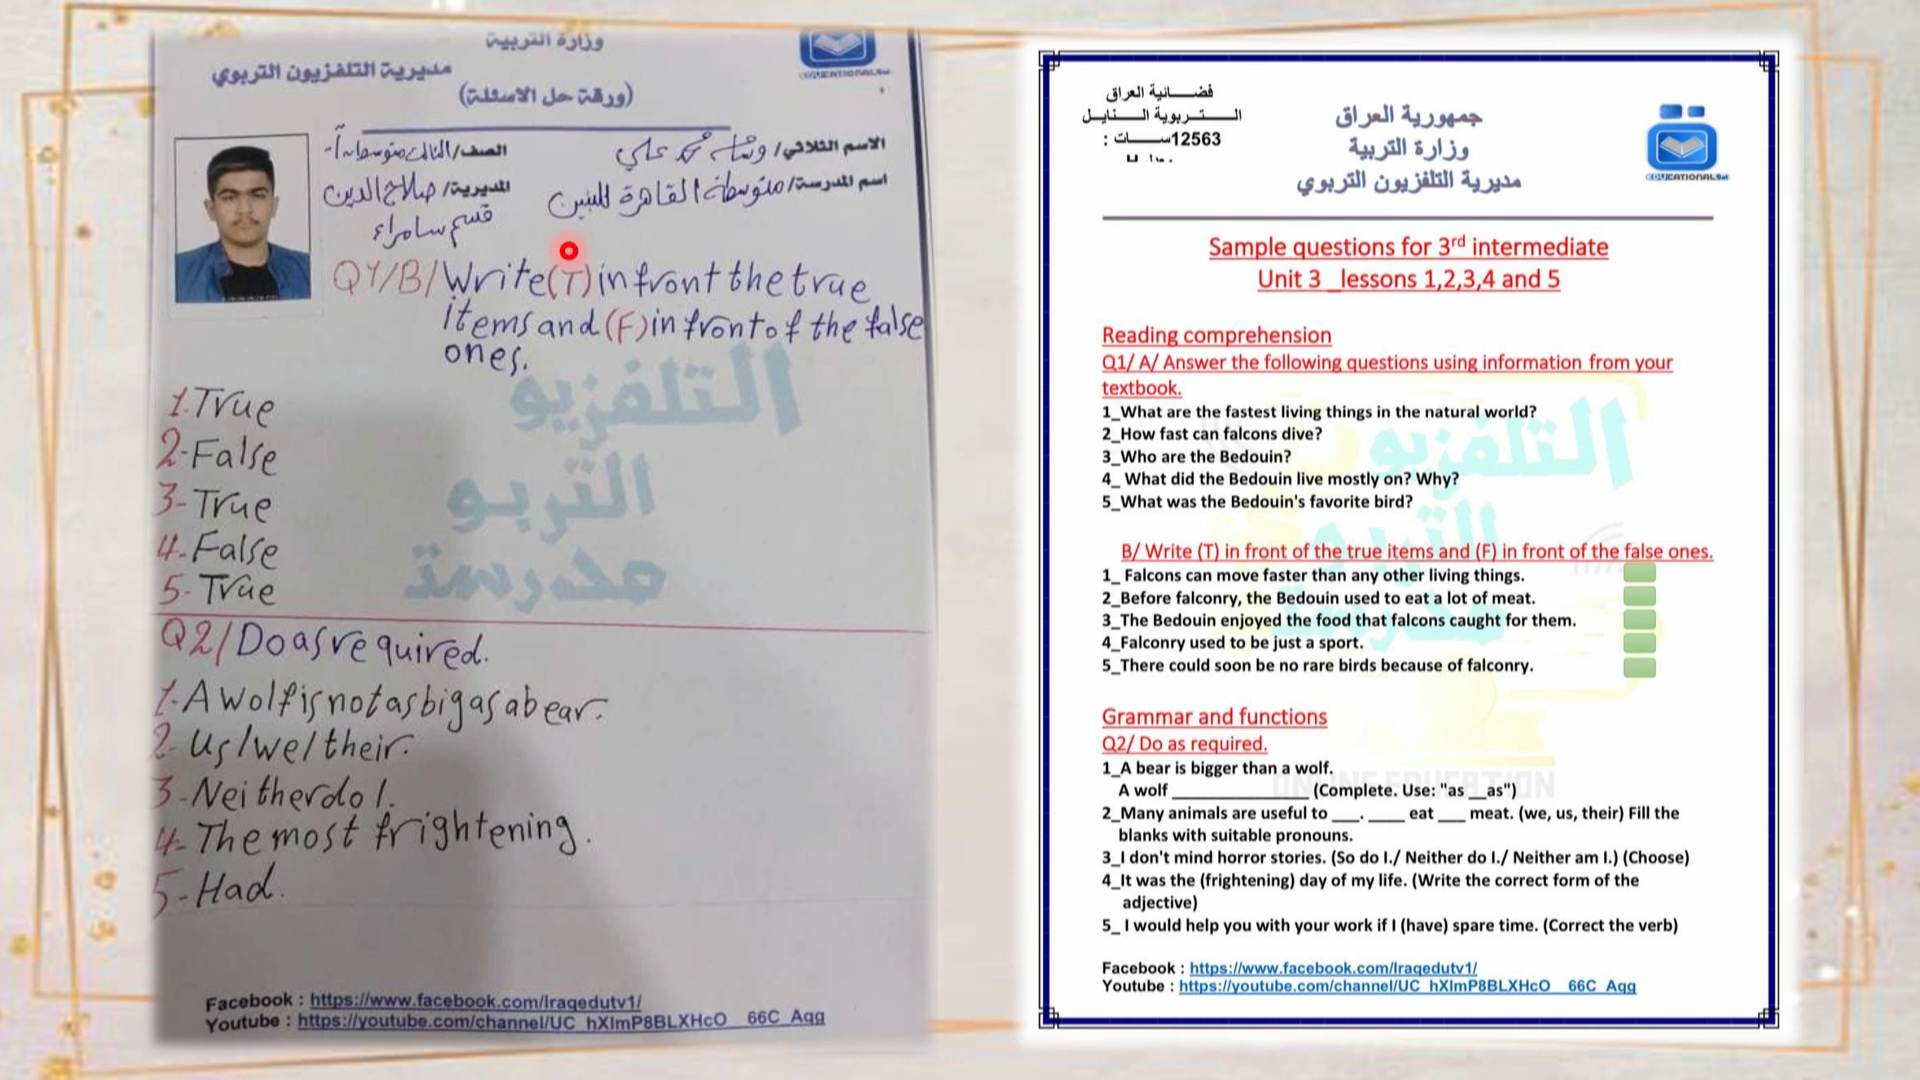 وزارة التربية
مديرية التلفزيون التربوي
(ورقة حل الاسئلة)
الاسم الثلاثي/ وسام محمد علي
الصف/ الثالث متوسط
اسم المدرسة/ متوسطة القاهرة للبنين
المديرية/ صلاح الدين
قسم سامراء
Q1/B/ Write (T) in front the true
items and (F) in front of the false
ones.
1. True
2- False
3- True
4- False
5- True
Q2/ Do as required.
1- A wolf is not as big as a bear.
2- Us/we/their.
3- Neither do I.
4- The most frightening.
5- Had.
التلفزيو
التربو
مدرستة
Facebook : https://www.facebook.com/Iraqedutv1/
Youtube : https://youtube.com/channel/UC_hXImP8BLXHcO__66C_Aqg
فضائية العراق
التربوية النايل
سات : 12563
جمهورية العراق
وزارة التربية
مديرية التلفزيون التربوي
EDUCATIONAL
Sample questions for 3rd intermediate
Unit 3 _lessons 1,2,3,4 and 5
Reading comprehension
Q1/ A/ Answer the following questions using information from your
textbook.
1_What are the fastest living things in the natural world?
2_How fast can falcons dive?
3_Who are the Bedouin?
4_ What did the Bedouin live mostly on? Why?
5_What was the Bedouin's favorite bird?
B/ Write (T) in front of the true items and (F) in front of the false ones.
1_ Falcons can move faster than any other living things.
2_Before falconry, the Bedouin used to eat a lot of meat.
3_The Bedouin enjoyed the food that falcons caught for them.
4_Falconry used to be just a sport.
5_There could soon be no rare birds because of falconry.
Grammar and functions
Q2/ Do as required.
1_A bear is bigger than a wolf.
A wolf _______________ (Complete. Use: "as __as")
2_Many animals are useful to ___. ____ eat ___ meat. (we, us, their) Fill the
blanks with suitable pronouns.
3_I don't mind horror stories. (So do I./ Neither do I./ Neither am I.) (Choose)
4_It was the (frightening) day of my life. (Write the correct form of the
adjective)
5_ I would help you with your work if I (have) spare time. (Correct the verb)
ONLINE EDUCATION
Facebook : https://www.facebook.com/Iraqedutv1/
Youtube : https://youtube.com/channel/UC_hXImP8BLXHcO__66C_Aqg